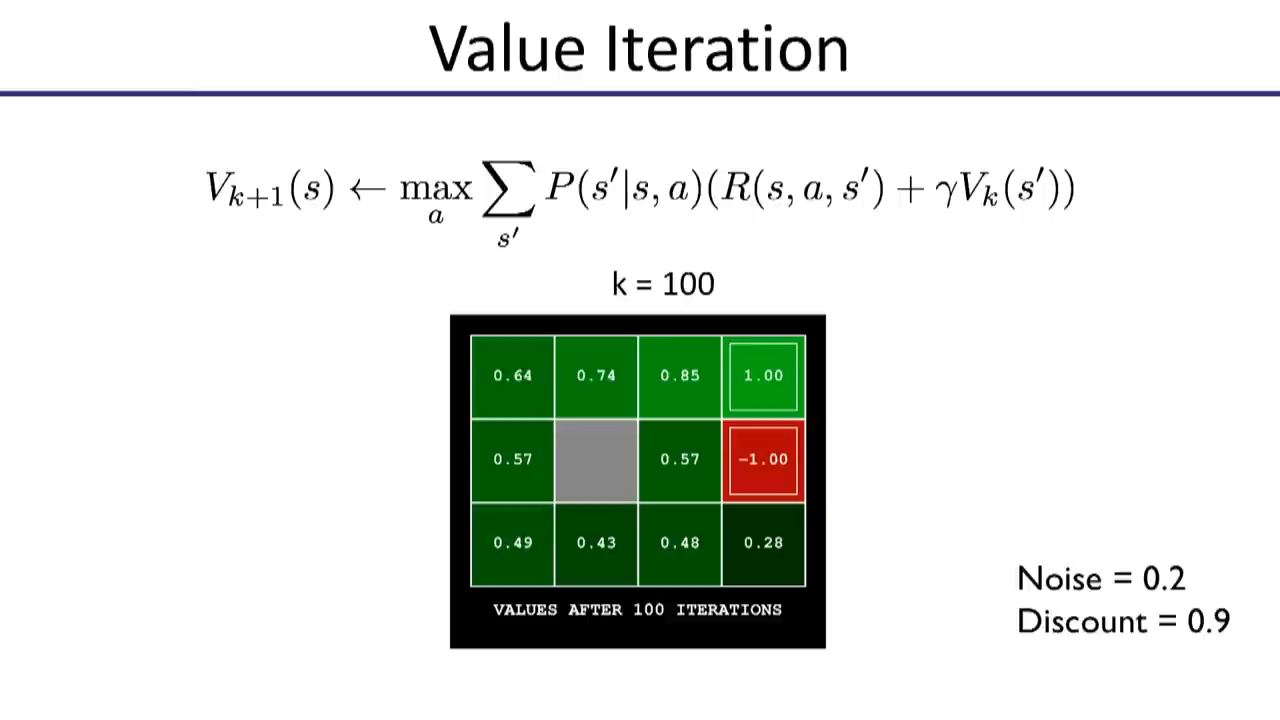 Value Iteration
V_{k+1}(s) ← max_a ∑_{s'} P(s'|s, a)(R(s, a, s') + γV_k(s'))
k = 100
0.64 0.74 0.85 1.00
0.57 0.57 -1.00
0.49 0.43 0.48 0.28
VALUES AFTER 100 ITERATIONS
Noise = 0.2
Discount = 0.9